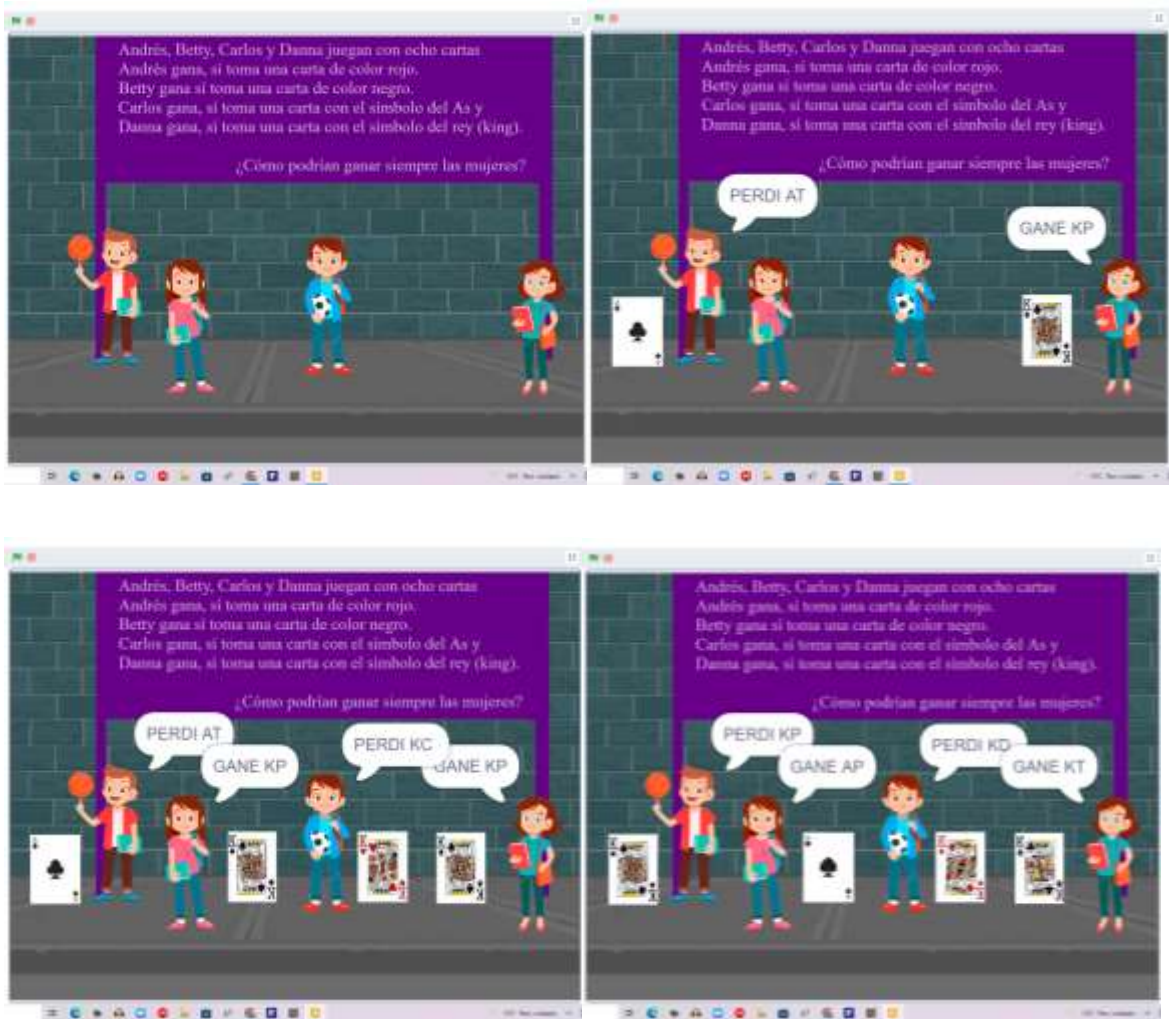 Andrés, Betty, Carlos y Danna juegan con ocho cartas
Andrés gana, si toma una carta de color rojo.
Betty gana si toma una carta de color negro.
Carlos gana, si toma una carta con el simbolo del As y
Danna gana, si toma una carta con el simbolo del rey (king).
¿Cómo podrían ganar siempre las mujeres?
Andrés, Betty, Carlos y Danna juegan con ocho cartas
Andrés gana, si toma una carta de color rojo.
Betty gana si toma una carta de color negro.
Carlos gana, si toma una carta con el simbolo del As y
Danna gana, si toma una carta con el simbolo del rey (king).
¿Cómo podrían ganar siempre las mujeres?
PERDI AT
GANE KP
Andrés, Betty, Carlos y Danna juegan con ocho cartas
Andrés gana, si toma una carta de color rojo.
Betty gana si toma una carta de color negro.
Carlos gana, si toma una carta con el simbolo del As y
Danna gana, si toma una carta con el simbolo del rey (king).
¿Cómo podrían ganar siempre las mujeres?
PERDI AT
GANE KP
PERDI KC
GANE KP
Andrés, Betty, Carlos y Danna juegan con ocho cartas
Andrés gana, si toma una carta de color rojo.
Betty gana si toma una carta de color negro.
Carlos gana, si toma una carta con el simbolo del As y
Danna gana, si toma una carta con el simbolo del rey (king).
¿Cómo podrían ganar siempre las mujeres?
PERDI KP
GANE AP
PERDI KD
GANE KT